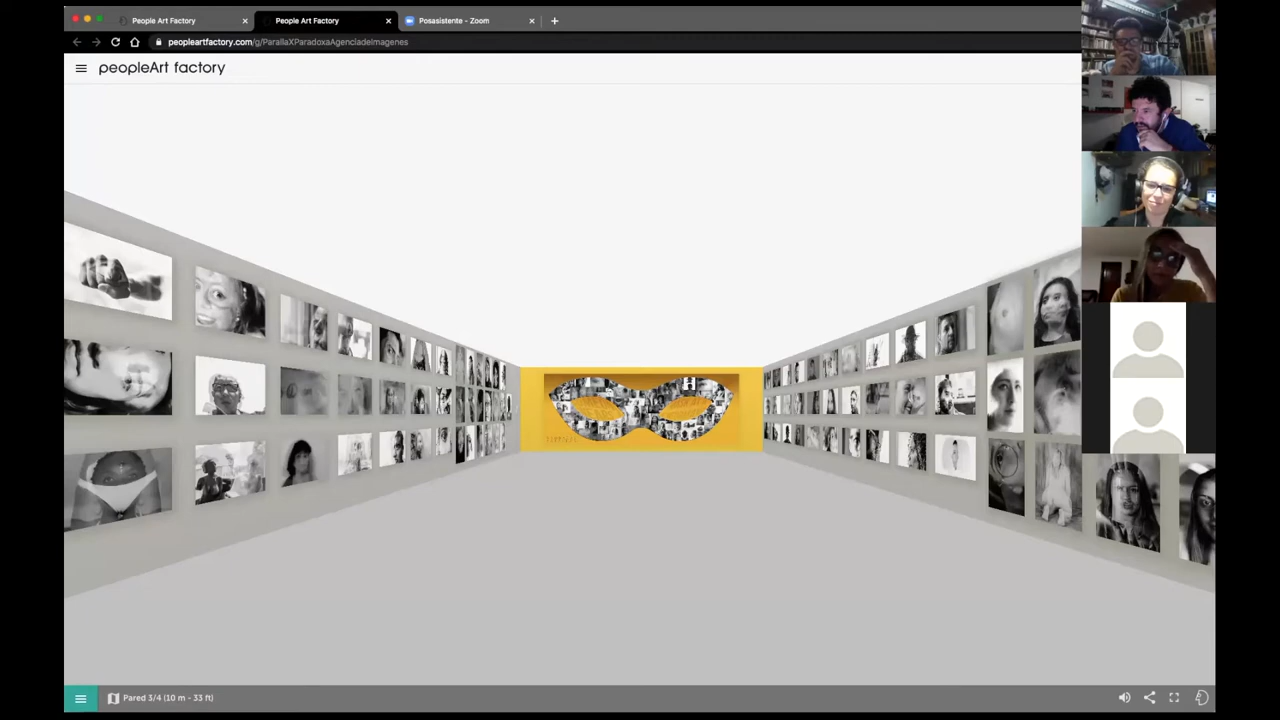 People Art Factory
People Art Factory
Posasistente - Zoom
peopleartfactory.com/g/ParallaXParadoxaAgenciadeImagenes
peopleArt factory
Pared 3/4 (10 m - 33 ft)